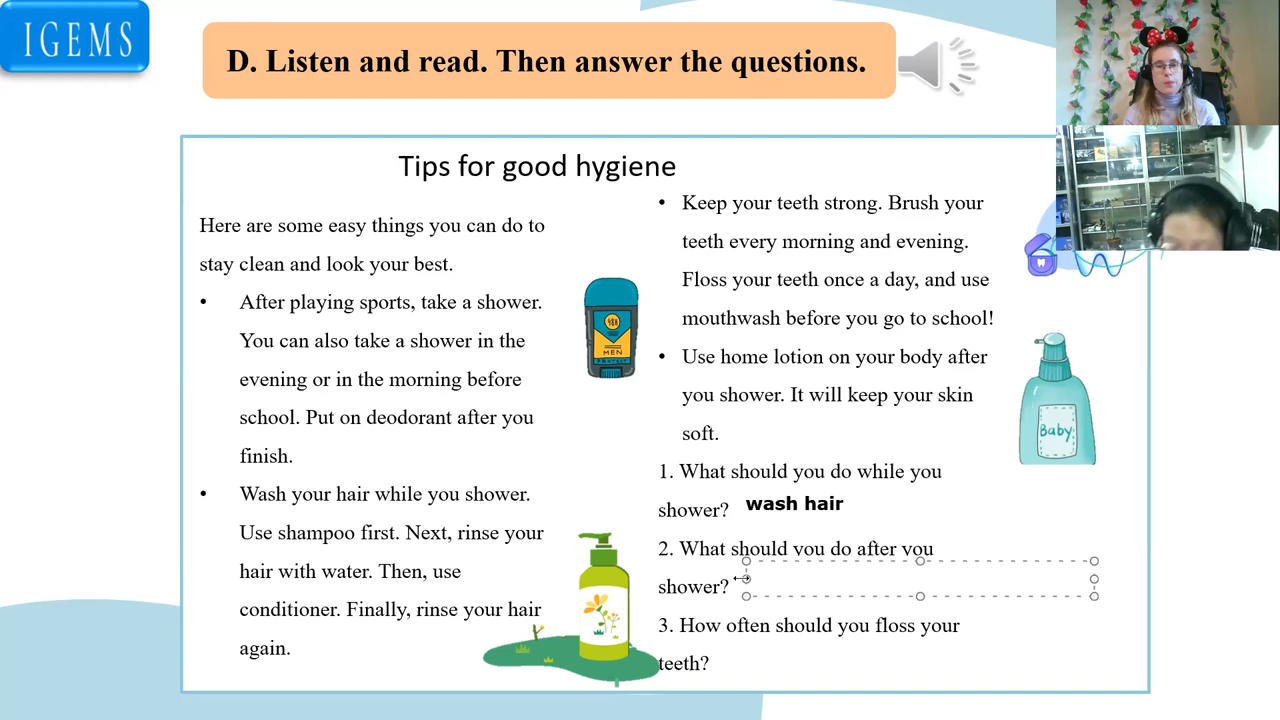 IGEMS
D. Listen and read. Then answer the questions.
Tips for good hygiene
Here are some easy things you can do to
stay clean and look your best.
• After playing sports, take a shower.
You can also take a shower in the
evening or in the morning before
school. Put on deodorant after you
finish.
• Wash your hair while you shower.
Use shampoo first. Next, rinse your
hair with water. Then, use
conditioner. Finally, rinse your hair
again.
MEN
• Keep your teeth strong. Brush your
teeth every morning and evening.
Floss your teeth once a day, and use
mouthwash before you go to school!
• Use home lotion on your body after
you shower. It will keep your skin
soft.
Baby
1. What should you do while you
shower? wash hair
2. What should you do after you
shower?
3. How often should you floss your
teeth?